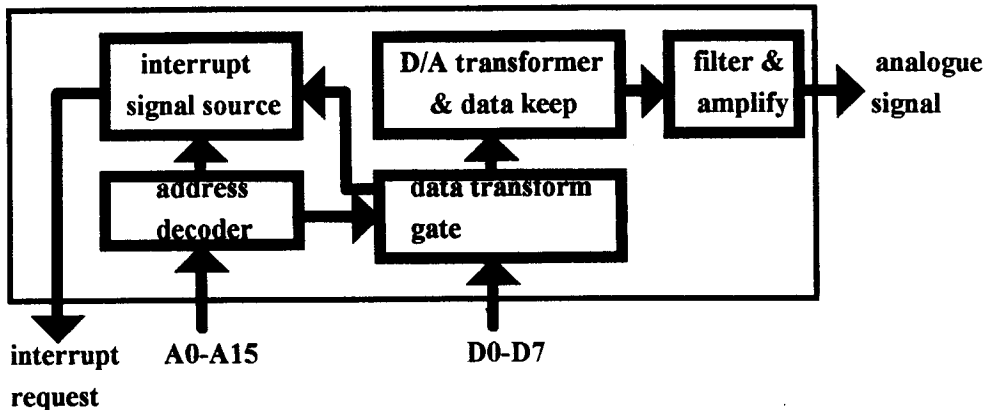 interrupt
signal source
D/A transformer
& data keep
filter &
amplify
analogue
signal
address
decoder
data transform
gate
interrupt
request
A0-A15
D0-D7